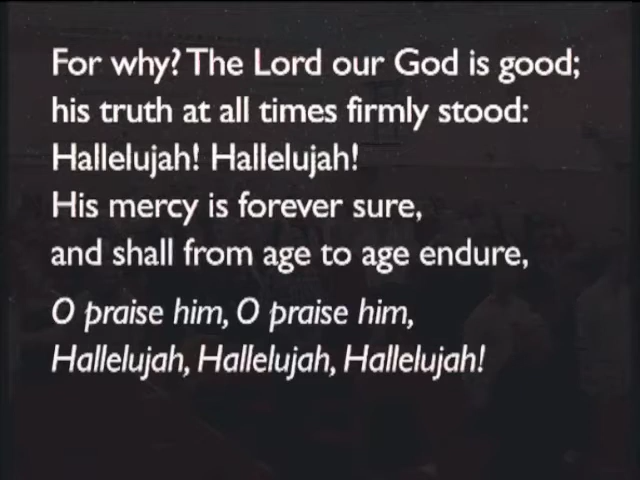 For why? The Lord our God is good;
his truth at all times firmly stood:
Hallelujah! Hallelujah!
His mercy is forever sure,
and shall from age to age endure,
O praise him, O praise him,
Hallelujah, Hallelujah, Hallelujah!